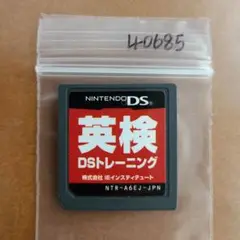 40685
NINTENDO DS
英検
DSトレーニング
株式会社 IEインスティテュート
NTR-A6EJ-JPN